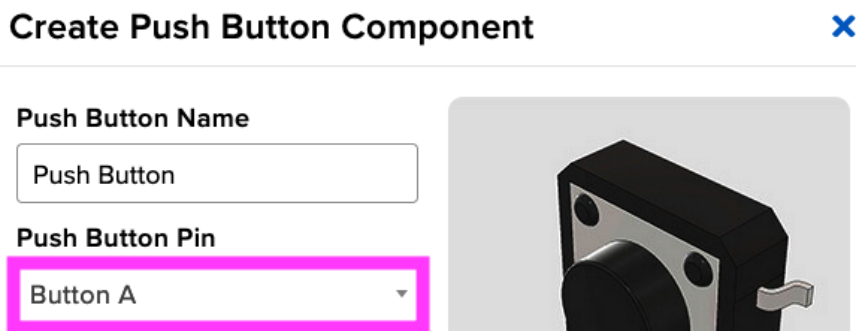 Create Push Button Component
Push Button Name
Push Button
Push Button Pin
Button A